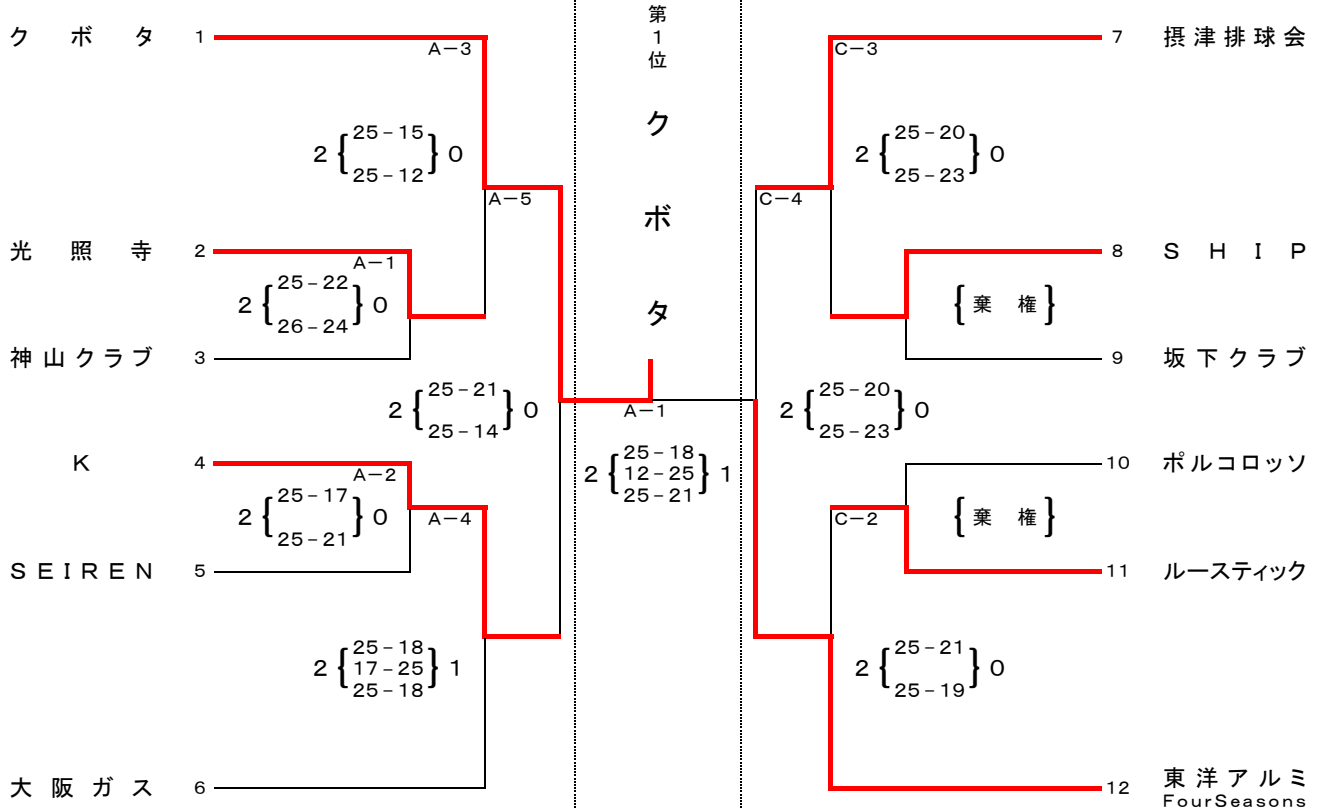 第
1
位
ク
ボ
タ
クボタ 1
A-3
2 { 25-15
25-12 } 0
A-5
光照寺 2
A-1
2 { 25-22
26-24 } 0
神山クラブ 3
2 { 25-21
25-14 } 0
K 4
A-2
2 { 25-17
25-21 } 0
A-4
SEIREN 5
2 { 25-18
17-25
25-18 } 1
大阪ガス 6
A-1
2 { 25-18
12-25
25-21 } 1
7 摂津排球会
C-3
2 { 25-20
25-23 } 0
C-4
8 SHIP
{ 棄権 }
9 坂下クラブ
2 { 25-20
25-23 } 0
10 ポルコロッソ
C-2
{ 棄権 }
11 ルースティック
2 { 25-21
25-19 } 0
12 東洋アルミ
FourSeasons